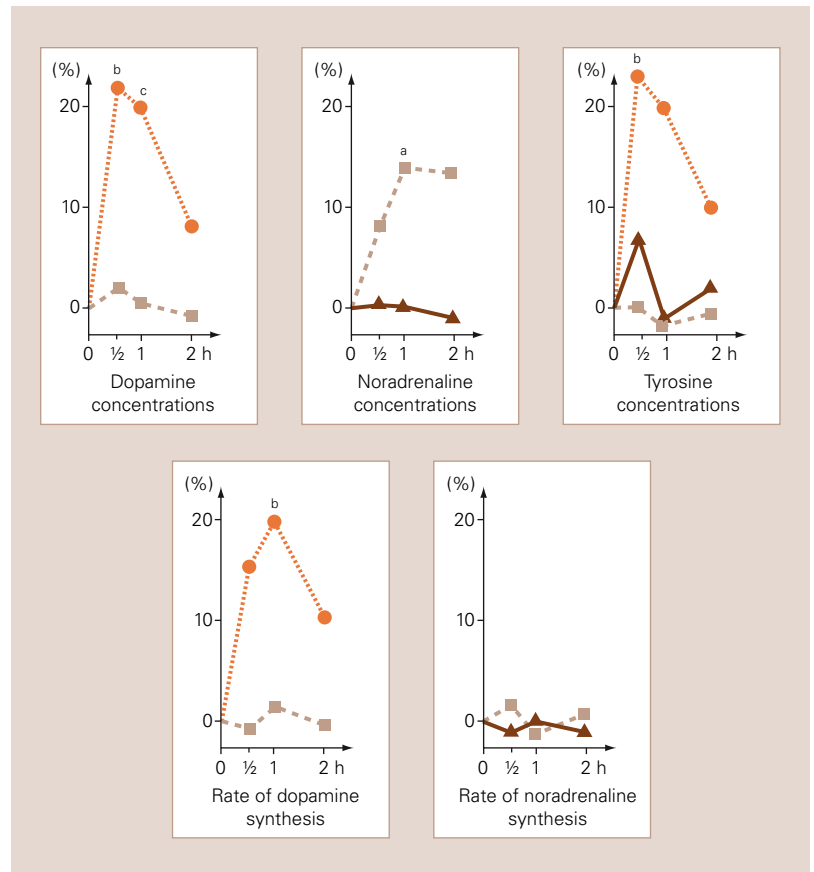 (%)
b
c
20
10
0
0 ½ 1 2 h
Dopamine
concentrations
(%)
a
20
10
0
0 ½ 1 2 h
Noradrenaline
concentrations
(%)
b
20
10
0
0 ½ 1 2 h
Tyrosine
concentrations
(%)
b
20
10
0
0 ½ 1 2 h
Rate of dopamine
synthesis
(%)
20
10
0
0 ½ 1 2 h
Rate of noradrenaline
synthesis